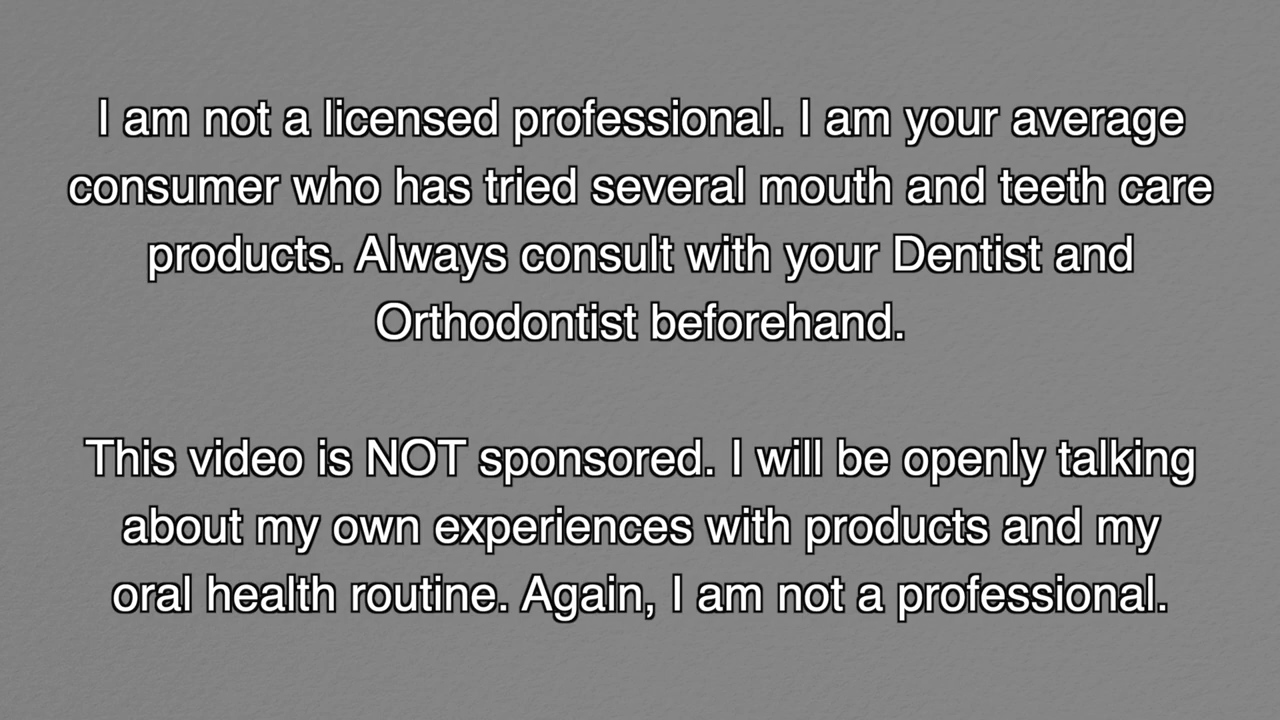 I am not a licensed professional. I am your average
consumer who has tried several mouth and teeth care
products. Always consult with your Dentist and
Orthodontist beforehand.
This video is NOT sponsored. I will be openly talking
about my own experiences with products and my
oral health routine. Again, I am not a professional.